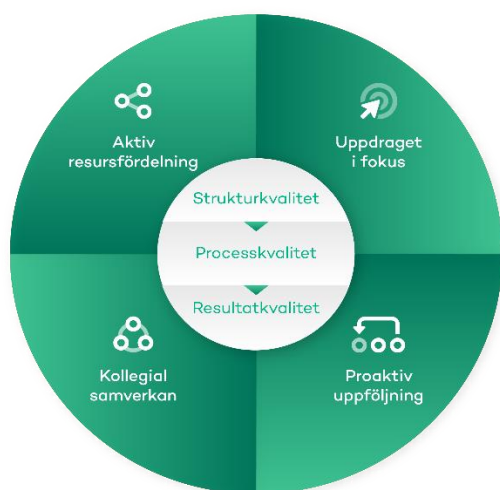 Aktiv
resursfördelning
Uppdraget
i fokus
Strukturkvalitet
Processkvalitet
Resultatkvalitet
Kollegial
samverkan
Proaktiv
uppföljning